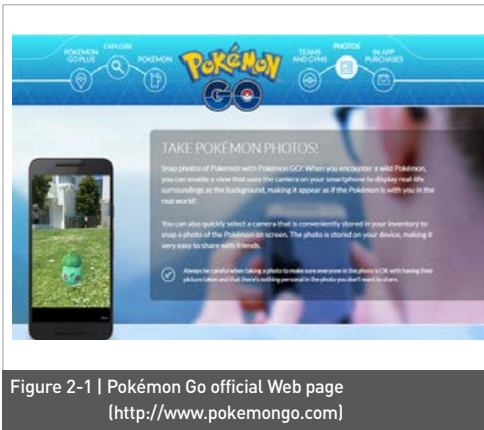 EXPLORE
PHOTOS
POKÉMON
GO PLUS
POKÉMON
POKÉMON
GO
TEAMS
AND GYMS
IN-APP
PURCHASES
TAKE POKÉMON PHOTOS!
Snap photos of Pokémon with Pokémon GO! When you encounter a wild Pokémon,
you can enable a view that uses the camera on your smartphone to display real-life
surroundings as the background, making it appear as if the Pokémon is with you in the
real world!
You can also quickly select a camera that is conveniently stored in your inventory to
snap a photo of the Pokémon on screen. The photo is stored on your device, making it
very easy to share with friends.
Always be careful when taking a photo to make sure everyone in the photo is OK with having their
picture taken and that there's nothing personal in the photo you don't want to share.
Figure 2-1 | Pokémon Go official Web page
(http://www.pokemongo.com)